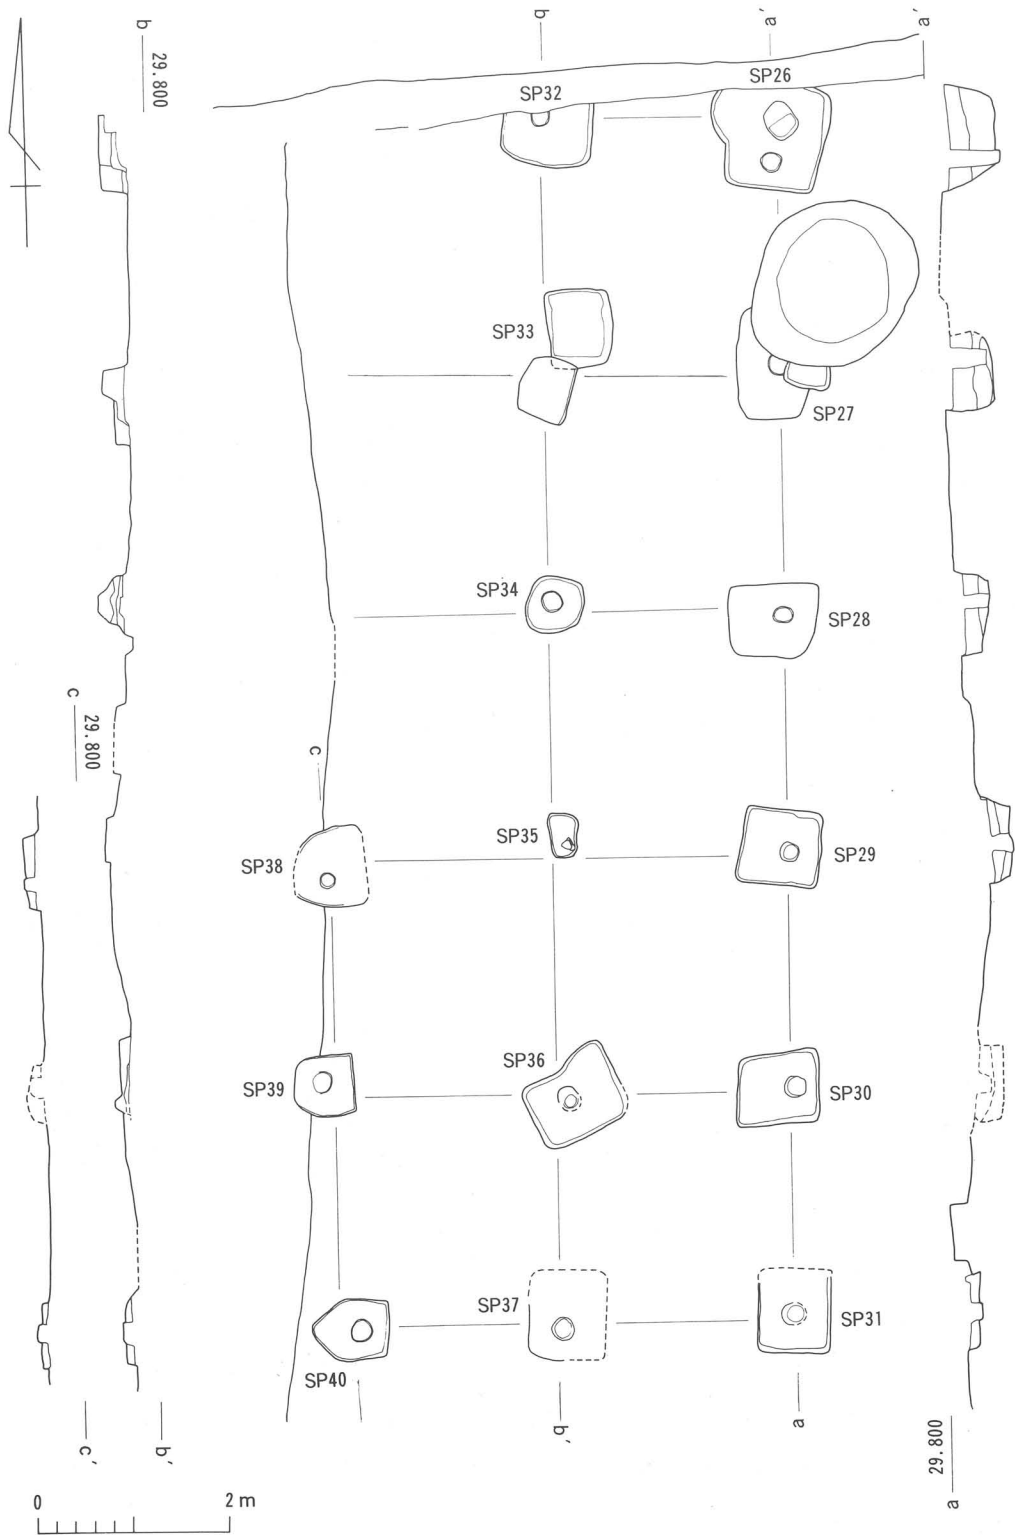 b
29.800
b
a′
a′
SP26
SP32
SP33
SP27
SP34
SP28
c
29.800
c
SP35
SP38
SP29
SP36
SP39
SP30
SP37
SP31
SP40
c′
b′
b′
a
29.800
a
0 2 m